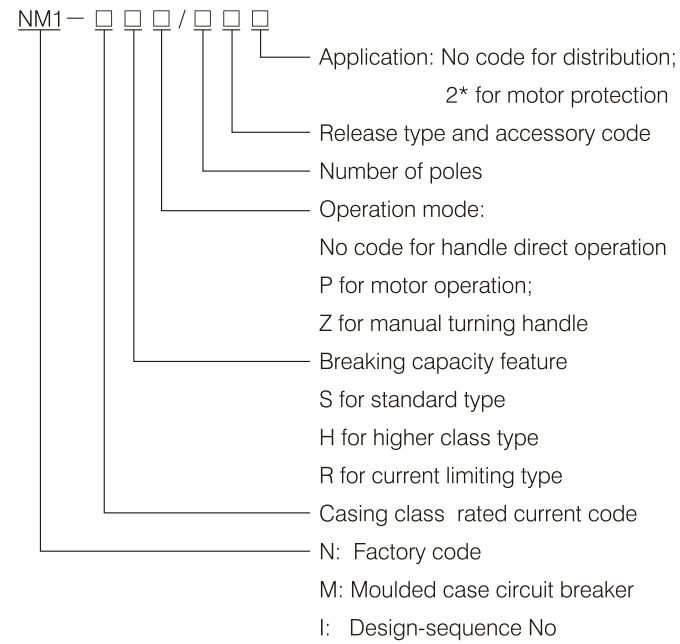 NM1— □ □ □ / □ □ □
Application: No code for distribution;
2* for motor protection
Release type and accessory code
Number of poles
Operation mode:
No code for handle direct operation
P for motor operation;
Z for manual turning handle
Breaking capacity feature
S for standard type
H for higher class type
R for current limiting type
Casing class rated current code
N: Factory code
M: Moulded case circuit breaker
I: Design-sequence No